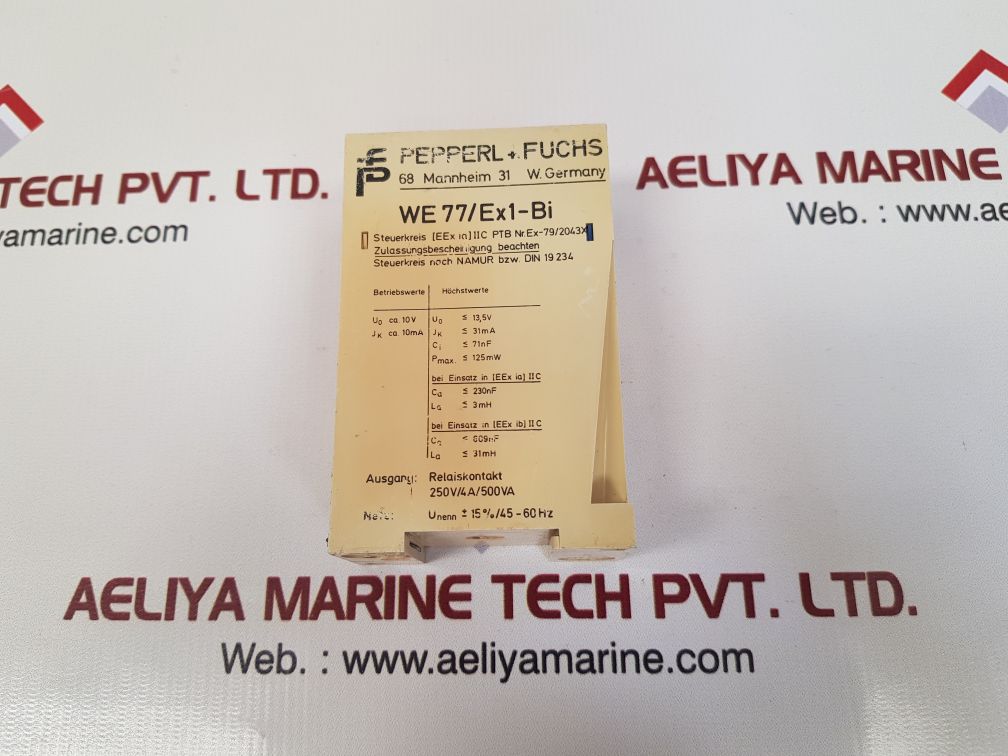 AELIYA MARINE
TECH PVT. LTD.
Web. : www.a
eliyamarine.com
PEPPERL + FUCHS
68 Mannheim 31 W. Germany
WE 77/Ex1-Bi
Steuerkreis [EEx ia] IIC PTB Nr. Ex-79/2043X
Zulassungsbescheinigung beachten
Steuerkreis nach NAMUR bzw. DIN 19 234
Betriebswerte Höchstwerte
U₀ ca. 10V U₀ ≤ 13,5V
Jₖ ca. 10mA Jₖ ≤ 31mA
Cᵢ ≤ 71nF
Pmax. ≤ 125mW
bei Einsatz in [EEx ia] IIC
Cₐ ≤ 230nF
Lₐ ≤ 3mH
bei Einsatz in [EEx ib] IIC
Cₐ ≤ 609nF
Lₐ ≤ 31mH
Ausgang: Relaiskontakt
250V/4A/500VA
Netz: Unenn ± 15%/45-60Hz
AELIYA MARINE TECH PVT. LTD.
Web. : www.aeliyamarine.com